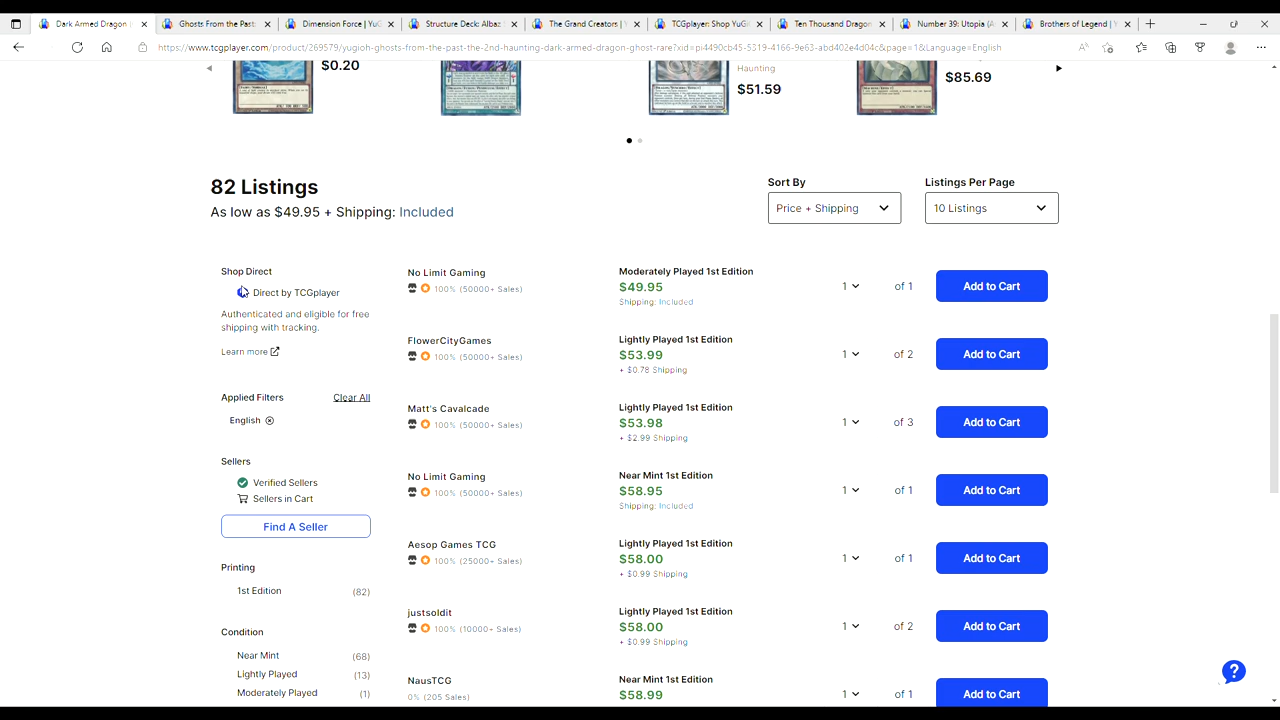 Dark Armed Dragon
Ghosts From the Past:
Dimension Force | YuG
Structure Deck: Albaz S
The Grand Creators | Y
TCGplayer: Shop YuGi
Ten Thousand Dragon
Number 39: Utopia (A
Brothers of Legend | Y
https://www.tcgplayer.com/product/269579/yugioh-ghosts-from-the-past-the-2nd-haunting-dark-armed-dragon-ghost-rare?xid=pi4490cb45-5319-4166-9e63-abd402e4d04c&page=1&Language=English
$0.20
Haunting
$51.59
$85.69
82 Listings
As low as $49.95 + Shipping: Included
Sort By
Price + Shipping
Listings Per Page
10 Listings
Shop Direct
Direct by TCGplayer
Authenticated and eligible for free
shipping with tracking.
Learn more
Applied Filters Clear All
English
Sellers
Verified Sellers
Sellers in Cart
Find A Seller
Printing
1st Edition (82)
Condition
Near Mint (68)
Lightly Played (13)
Moderately Played (1)
No Limit Gaming
100% (50000+ Sales)
Moderately Played 1st Edition
$49.95
Shipping: Included
1 of 1
Add to Cart
FlowerCityGames
100% (50000+ Sales)
Lightly Played 1st Edition
$53.99
+ $0.78 Shipping
1 of 2
Add to Cart
Matt's Cavalcade
100% (50000+ Sales)
Lightly Played 1st Edition
$53.98
+ $2.99 Shipping
1 of 3
Add to Cart
No Limit Gaming
100% (50000+ Sales)
Near Mint 1st Edition
$58.95
Shipping: Included
1 of 1
Add to Cart
Aesop Games TCG
100% (25000+ Sales)
Lightly Played 1st Edition
$58.00
+ $0.99 Shipping
1 of 1
Add to Cart
justsoldit
100% (10000+ Sales)
Lightly Played 1st Edition
$58.00
+ $0.99 Shipping
1 of 2
Add to Cart
NausTCG
0% (205 Sales)
Near Mint 1st Edition
$58.99
1 of 1
Add to Cart
?